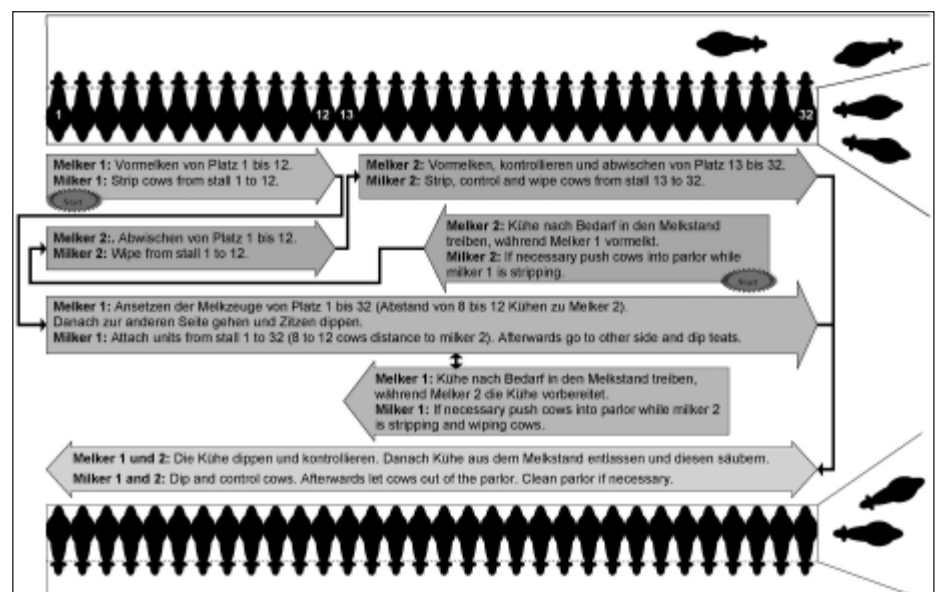 1
12 13
32
Melker 1: Vormelken von Platz 1 bis 12.
Milker 1: Strip cows from stall 1 to 12.
Start
Melker 2: Vormelken, kontrollieren und abwischen von Platz 13 bis 32.
Milker 2: Strip, control and wipe cows from stall 13 to 32.
Melker 2:. Abwischen von Platz 1 bis 12.
Milker 2: Wipe from stall 1 to 12.
Melker 2: Kühe nach Bedarf in den Melkstand
treiben, während Melker 1 vormelkt.
Milker 2: If necessary push cows into parlor while
milker 1 is stripping.
Start
Melker 1: Ansetzen der Melkzeuge von Platz 1 bis 32 (Abstand von 8 bis 12 Kühen zu Melker 2).
Danach zur anderen Seite gehen und Zitzen dippen.
Milker 1: Attach units from stall 1 to 32 (8 to 12 cows distance to milker 2). Afterwards go to other side and dip teats.
Melker 1: Kühe nach Bedarf in den Melkstand treiben,
während Melker 2 die Kühe vorbereitet.
Milker 1: If necessary push cows into parlor while milker 2
is stripping and wiping cows.
Melker 1 und 2: Die Kühe dippen und kontrollieren. Danach Kühe aus dem Melkstand entlassen und diesen säubern.
Milker 1 and 2: Dip and control cows. Afterwards let cows out of the parlor. Clean parlor if necessary.